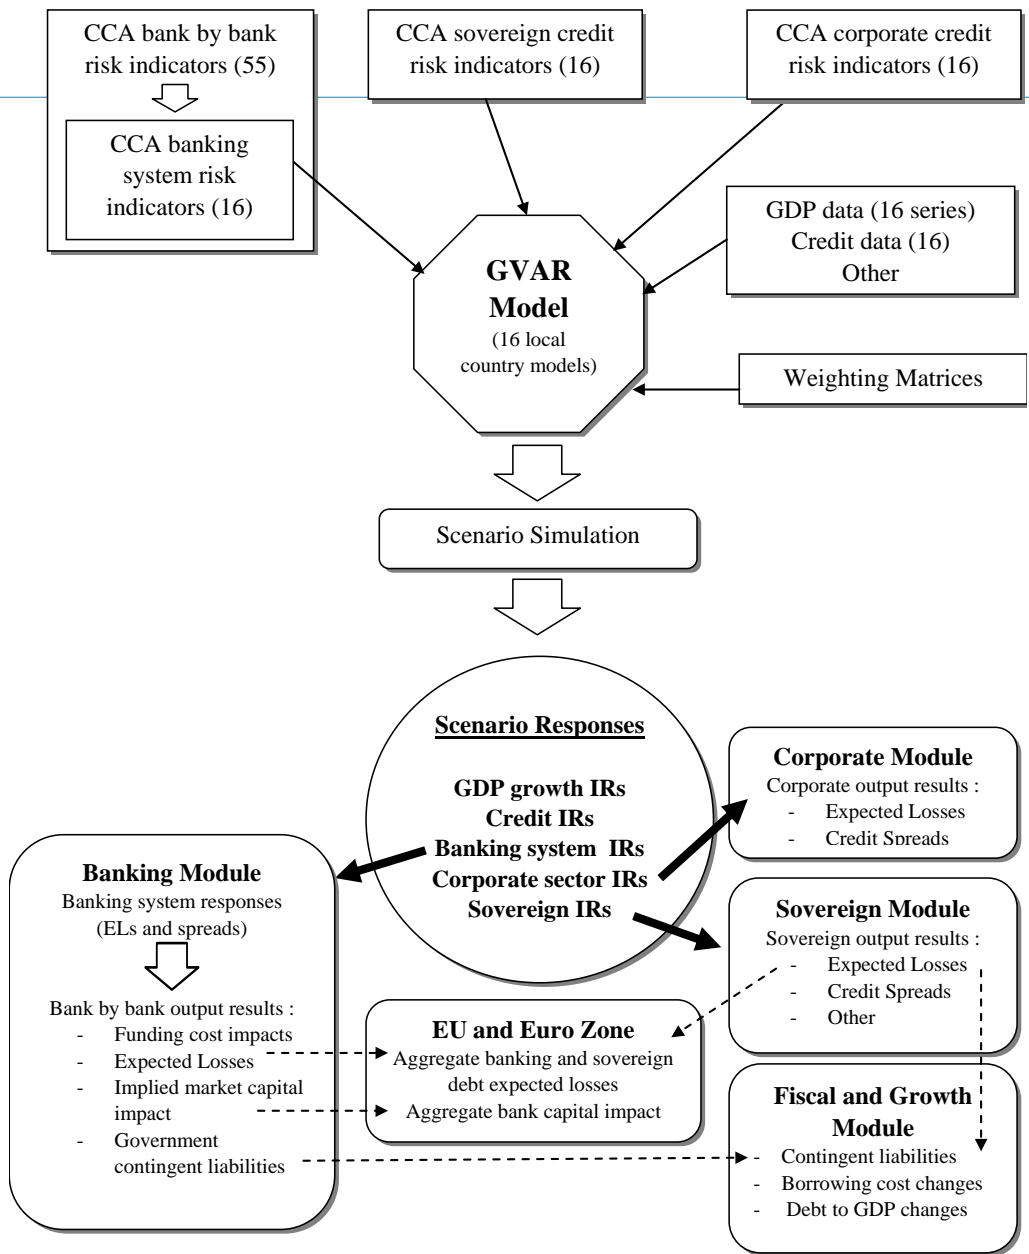 CCA bank by bank
risk indicators (55)
CCA banking
system risk
indicators (16)
CCA sovereign credit
risk indicators (16)
CCA corporate credit
risk indicators (16)
GDP data (16 series)
Credit data (16)
Other
GVAR
Model
(16 local
country models)
Weighting Matrices
Scenario Simulation
Scenario Responses
GDP growth IRs
Credit IRs
Banking system IRs
Corporate sector IRs
Sovereign IRs
Corporate Module
Corporate output results :
- Expected Losses
- Credit Spreads
Banking Module
Banking system responses
(ELs and spreads)
Bank by bank output results :
- Funding cost impacts
- Expected Losses
- Implied market capital
impact
- Government
contingent liabilities
Sovereign Module
Sovereign output results :
- Expected Losses
- Credit Spreads
- Other
EU and Euro Zone
Aggregate banking and sovereign
debt expected losses
Aggregate bank capital impact
Fiscal and Growth
Module
- Contingent liabilities
- Borrowing cost changes
- Debt to GDP changes